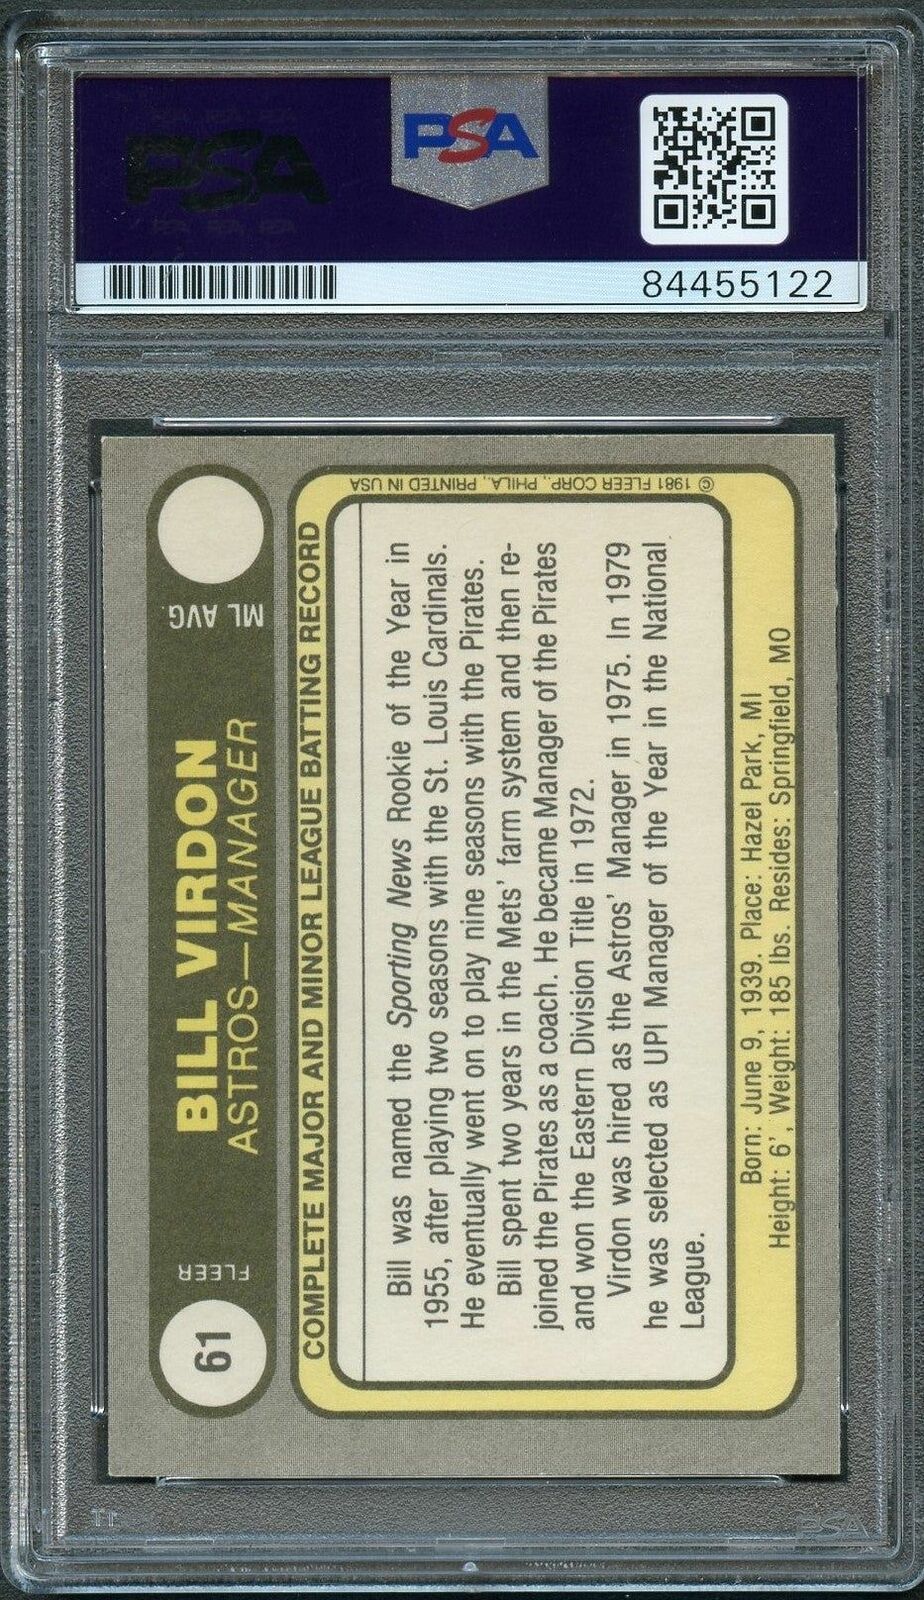 PSA
PSA
84455122
61
FLEER
BILL VIRDON
ASTROS—MANAGER
ML AVG.
COMPLETE MAJOR AND MINOR LEAGUE BATTING RECORD
Bill was named the Sporting News Rookie of the Year in
1955, after playing two seasons with the St. Louis Cardinals.
He eventually went on to play nine seasons with the Pirates.
Bill spent two years in the Mets' farm system and then re-
joined the Pirates as a coach. He became Manager of the Pirates
and won the Eastern Division Title in 1972.
Virdon was hired as the Astros' Manager in 1975. In 1979
he was selected as UPI Manager of the Year in the National
League.
Born: June 9, 1939. Place: Hazel Park, MI
Height: 6', Weight: 185 lbs. Resides: Springfield, MO
© 1981 FLEER CORP., PHILA., PRINTED IN USA
PSA